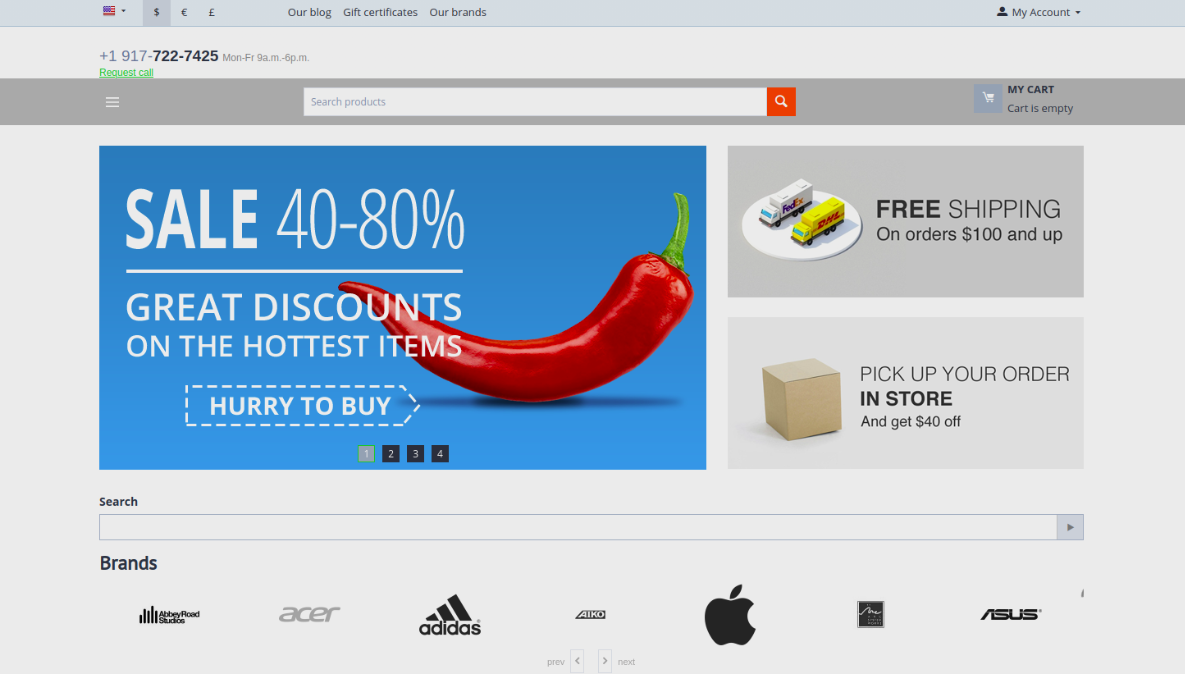 $ € £ Our blog Gift certificates Our brands My Account
+1 917-722-7425 Mon-Fr 9a.m.-6p.m.
Request call
Search products
MY CART
Cart is empty
SALE 40-80%
GREAT DISCOUNTS
ON THE HOTTEST ITEMS
HURRY TO BUY
1 2 3 4
FedEx
DHL
FREE SHIPPING
On orders $100 and up
PICK UP YOUR ORDER
IN STORE
And get $40 off
Search
Brands
AbbeyRoad
Studios
acer
adidas
AIKO
ASUS
prev next